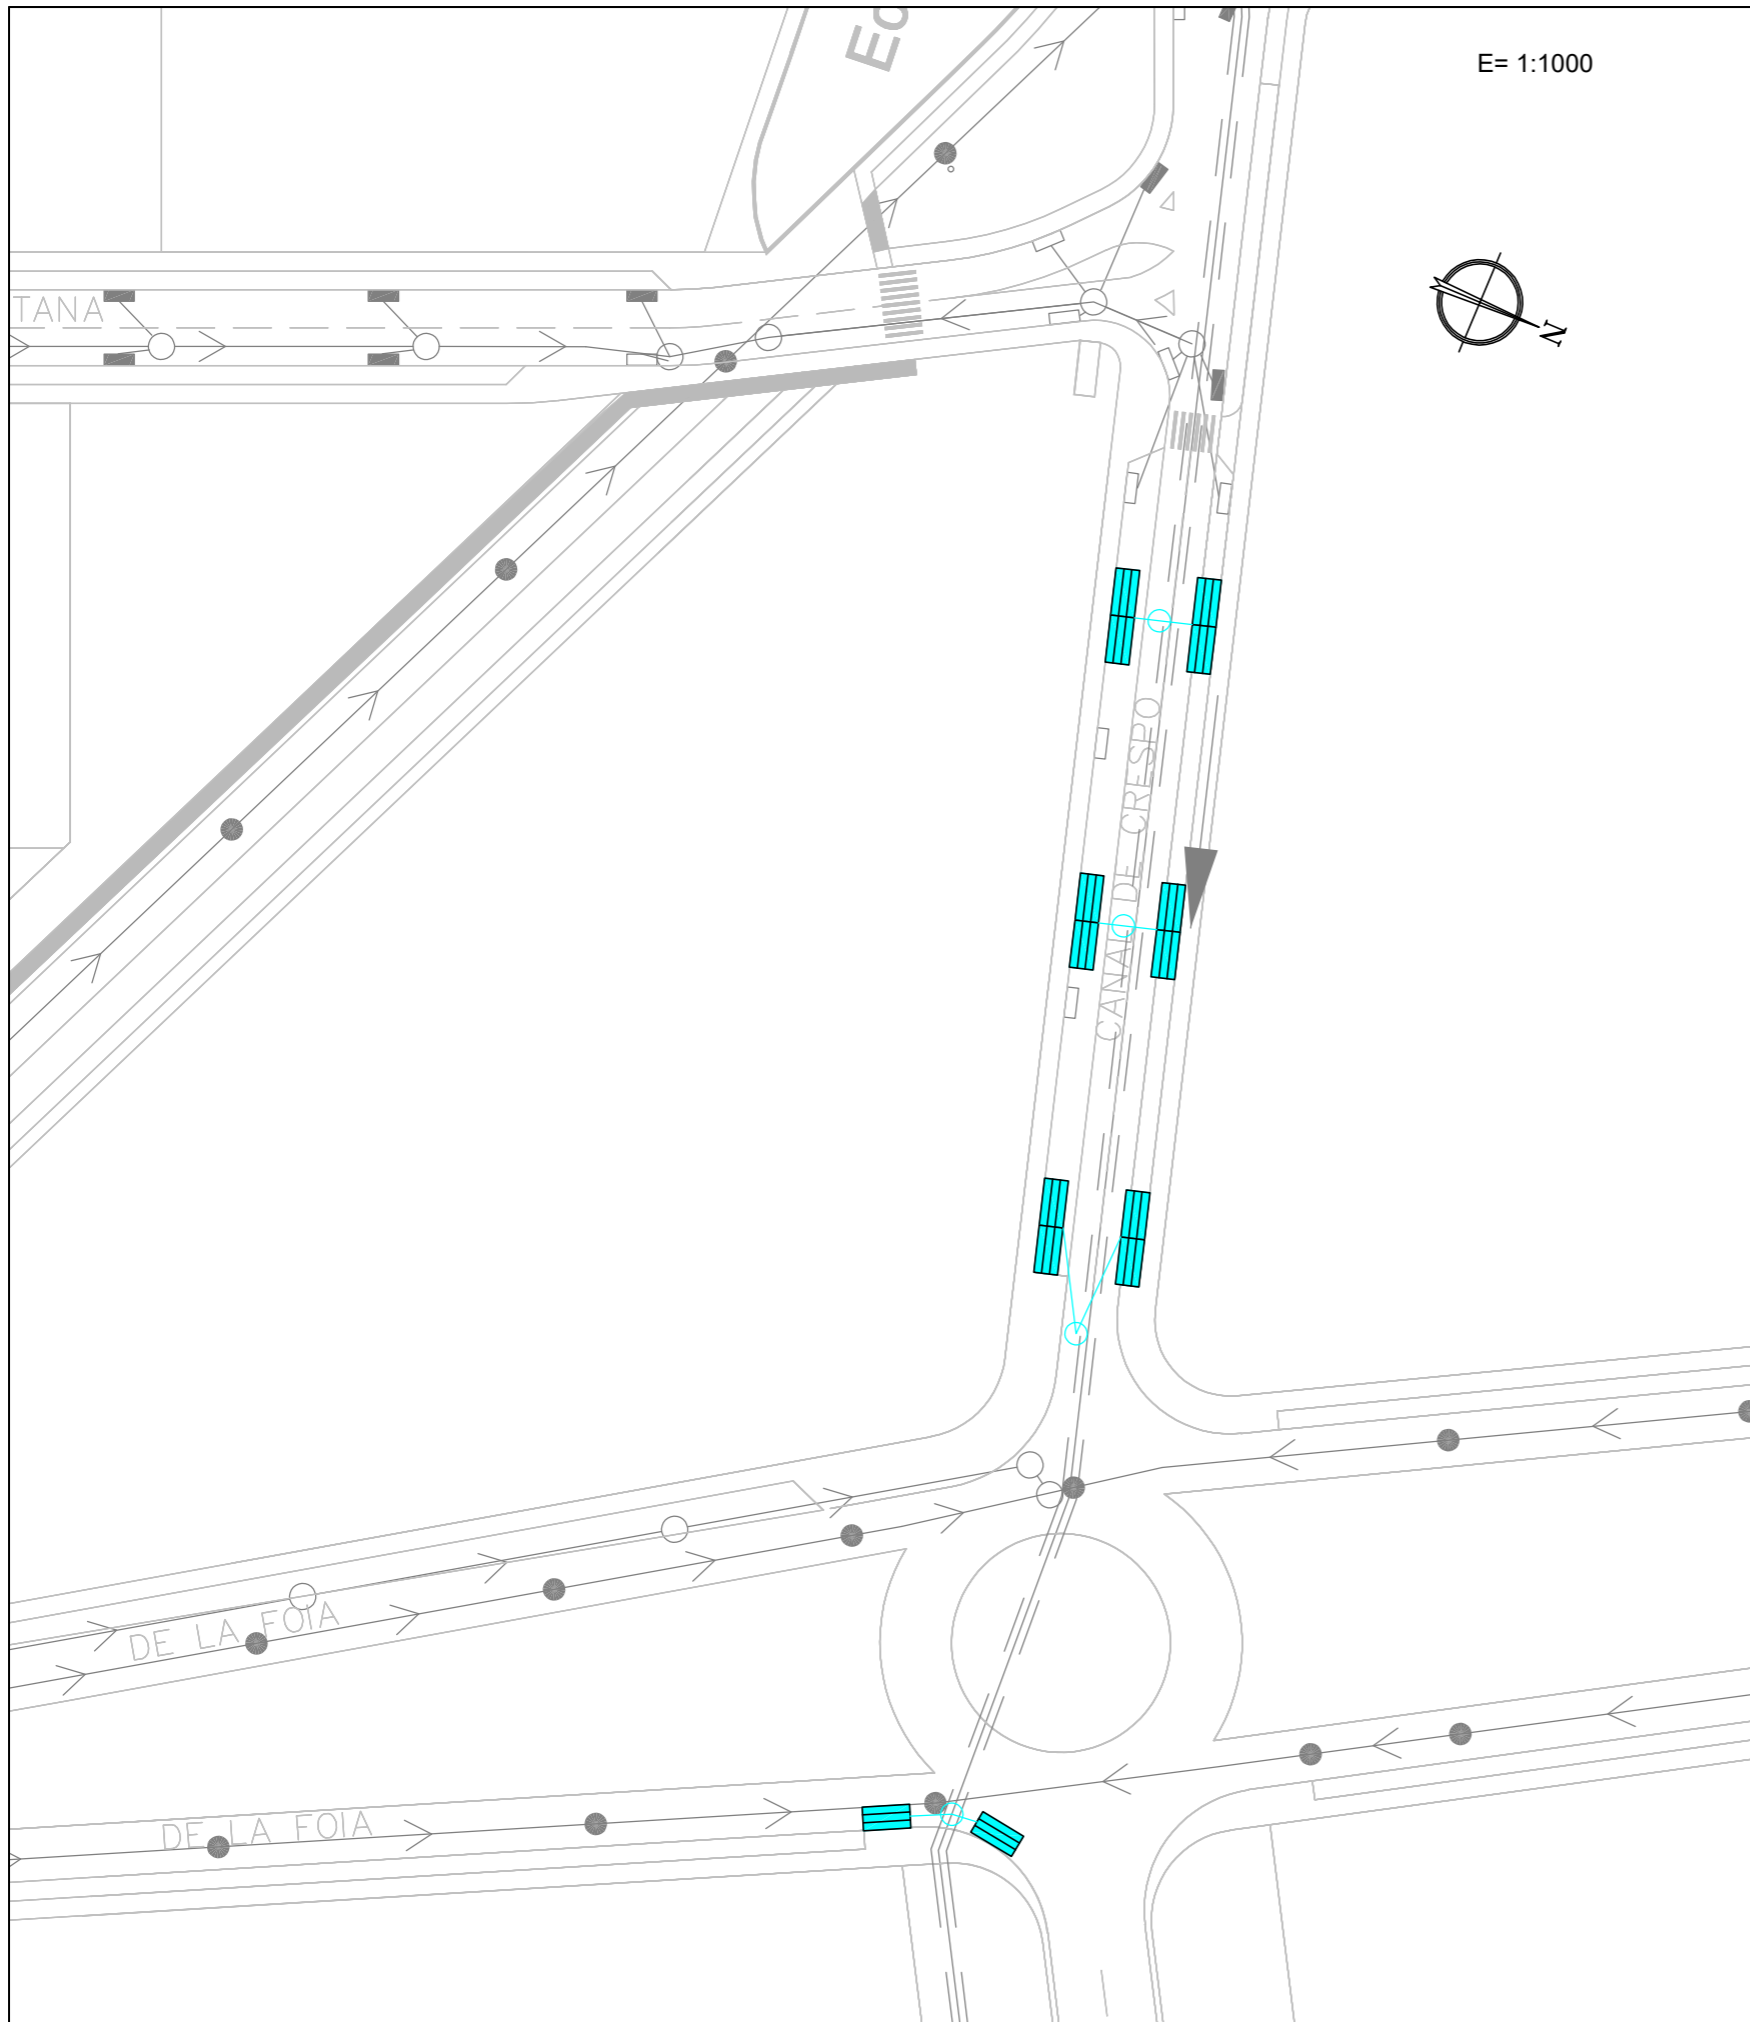 E= 1:1000
TANA
N
CANAL DE CRESPO
DE LA FOIA
DE LA FOIA